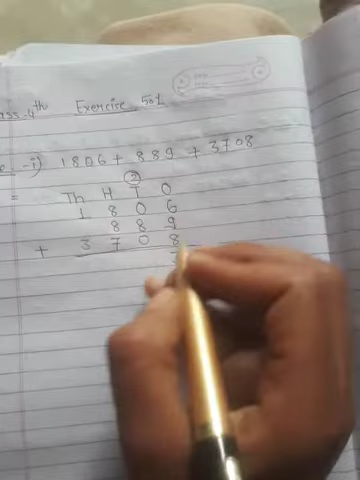 ass-4th Exercise 5.1
-i) 1806 + 889 + 3708
2
= Th H T O
1 8 0 6
8 8 9
+ 3 7 0 8